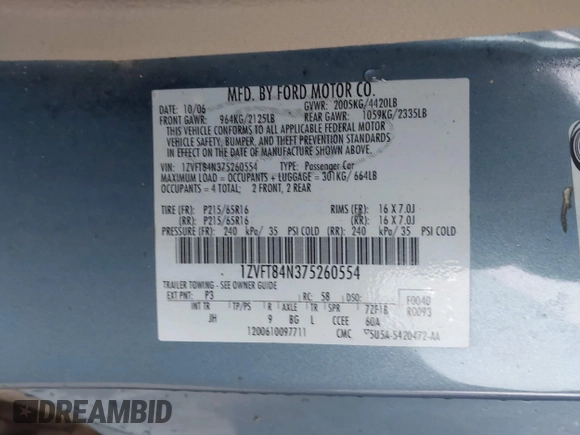 MFD. BY FORD MOTOR CO.
DATE: 10/06 GVWR: 2005KG/4420LB
FRONT GAWR: 964KG/2125LB REAR GAWR: 1059KG/2335LB
THIS VEHICLE CONFORMS TO ALL APPLICABLE FEDERAL MOTOR
VEHICLE SAFETY, BUMPER, AND THEFT PREVENTION STANDARDS
IN EFFECT ON THE DATE OF MANUFACTURE SHOWN ABOVE.
VIN: 1ZVFT84N375260554 TYPE: Passenger Car
MAXIMUM LOAD = OCCUPANTS + LUGGAGE = 301KG/664LB
OCCUPANTS = 4 TOTAL; 2 FRONT, 2 REAR
TIRE (FR): P215/65R16 RIMS (FR): 16 X 7.0J
(RR): P215/65R16 (RR): 16 X 7.0J
PRESSURE (FR): 240 kPa/ 35 PSI COLD (RR): 240 kPa/ 35 PSI COLD
1ZVFT84N375260554
TRAILER TOWING - SEE OWNER GUIDE
EXT PNT: P3 RC: 58 DSO: F0040
INT TR TP/PS R AXLE TR SPR 72F1B R0093
JH 9 BG L CCEE 60A
1200610097711 CMC 5U5A-5420472-AA
DREAMBID